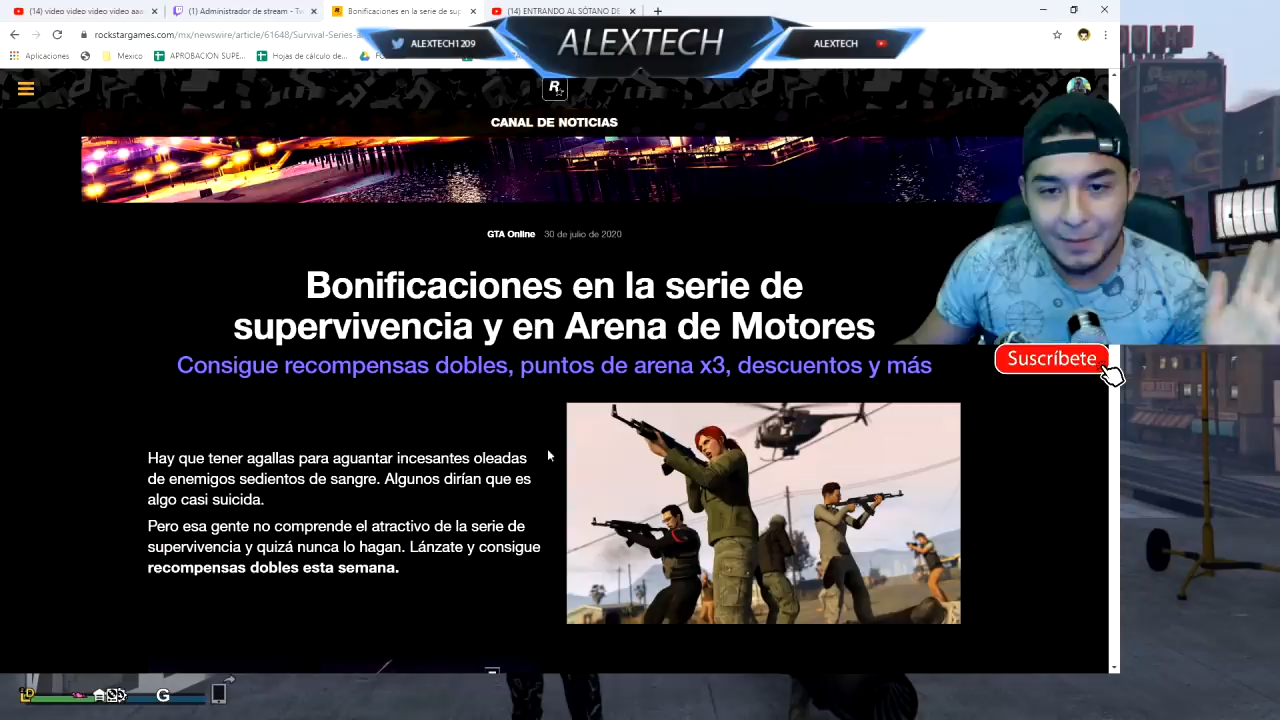 (14) video video video video aaa
(1) Administrador de stream - Tw
Bonificaciones en la serie de sup
(14) ENTRANDO AL SÓTANO DE
rockstargames.com/mx/newswire/article/61648/Survival-Series-a
ALEXTECH1209
ALEXTECH
ALEXTECH
Aplicaciones
Mexico
APROBACION SUPE...
Hojas de cálculo de...
CANAL DE NOTICIAS
GTA Online 30 de julio de 2020
Bonificaciones en la serie de
supervivencia y en Arena de Motores
Consigue recompensas dobles, puntos de arena x3, descuentos y más
Suscríbete
Hay que tener agallas para aguantar incesantes oleadas
de enemigos sedientos de sangre. Algunos dirían que es
algo casi suicida.
Pero esa gente no comprende el atractivo de la serie de
supervivencia y quizá nunca lo hagan. Lánzate y consigue
recompensas dobles esta semana.
G